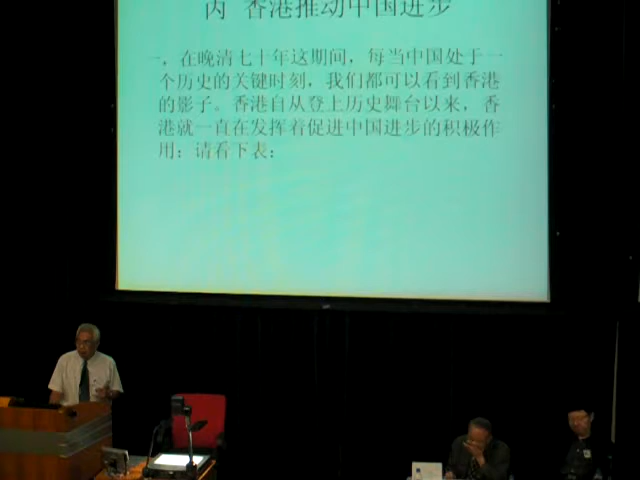 丙 香港推动中国进步
一，在晚清七十年这期间，每当中国处于一
个历史的关键时刻，我们都可以看到香港
的影子。香港自从登上历史舞台以来，香
港就一直在发挥着促进中国进步的积极作
用：请看下表：